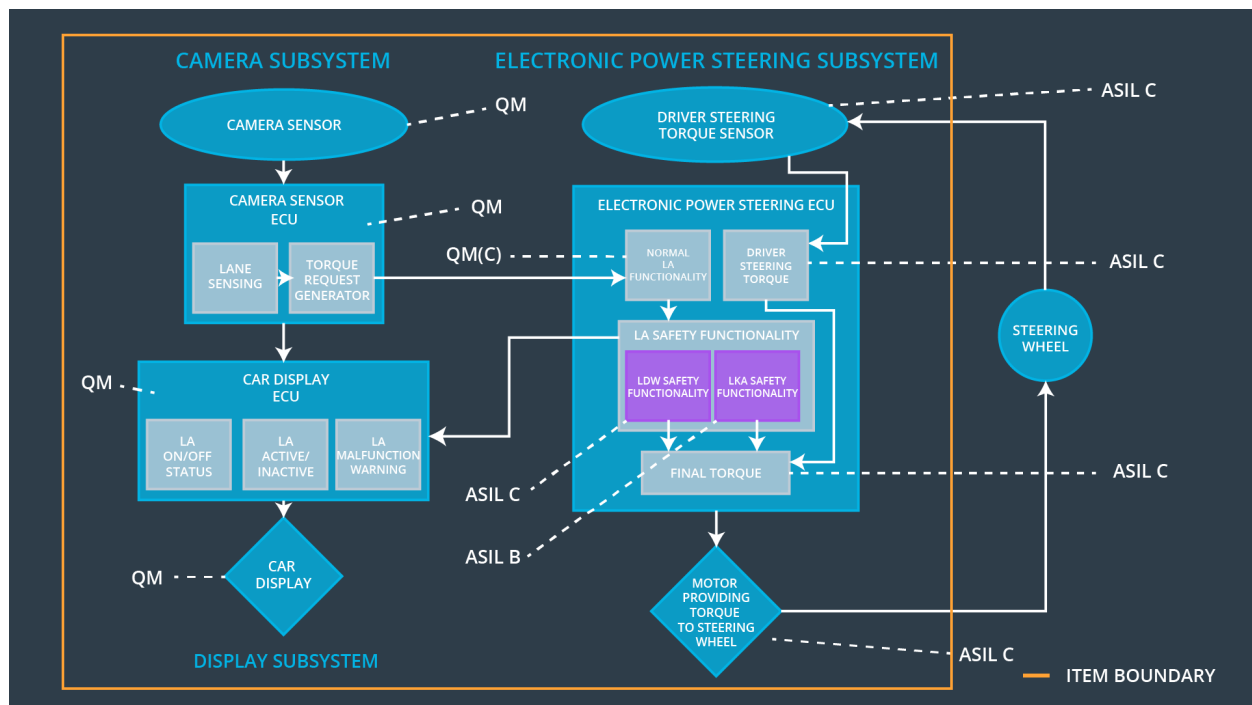 CAMERA SUBSYSTEM
ELECTRONIC POWER STEERING SUBSYSTEM
CAMERA SENSOR
QM
DRIVER STEERING
TORQUE SENSOR
ASIL C
CAMERA SENSOR
ECU
QM
LANE
SENSING
TORQUE
REQUEST
GENERATOR
ELECTRONIC POWER STEERING ECU
QM(C)
NORMAL
LA
FUNCTIONALITY
DRIVER
STEERING
TORQUE
ASIL C
LA SAFETY FUNCTIONALITY
LDW SAFETY
FUNCTIONALITY
LKA SAFETY
FUNCTIONALITY
STEERING
WHEEL
QM
CAR DISPLAY
ECU
LA
ON/OFF
STATUS
LA
ACTIVE/
INACTIVE
LA
MALFUNCTION
WARNING
FINAL TORQUE
ASIL C
ASIL C
ASIL B
QM
CAR
DISPLAY
MOTOR
PROVIDING
TORQUE
TO STEERING
WHEEL
ASIL C
DISPLAY SUBSYSTEM
ITEM BOUNDARY